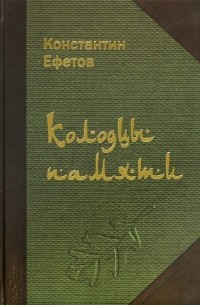 Константин
Ефетов
Колодцы
памяти